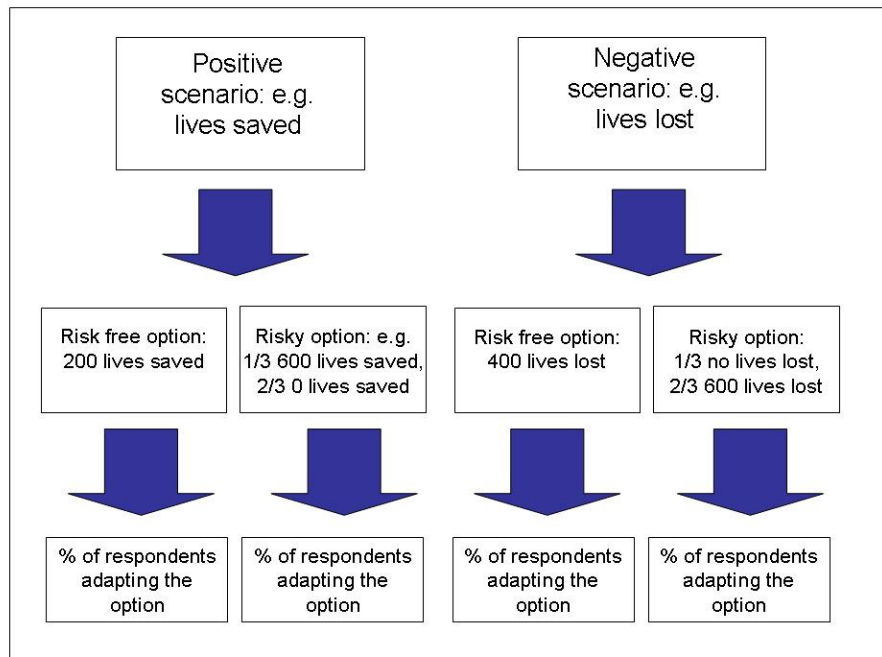 Positive
scenario: e.g.
lives saved
Negative
scenario: e.g.
lives lost
Risk free option:
200 lives saved
Risky option: e.g.
1/3 600 lives saved,
2/3 0 lives saved
Risk free option:
400 lives lost
Risky option:
1/3 no lives lost,
2/3 600 lives lost
% of respondents
adapting the
option
% of respondents
adapting the
option
% of respondents
adapting the
option
% of respondents
adapting the
option